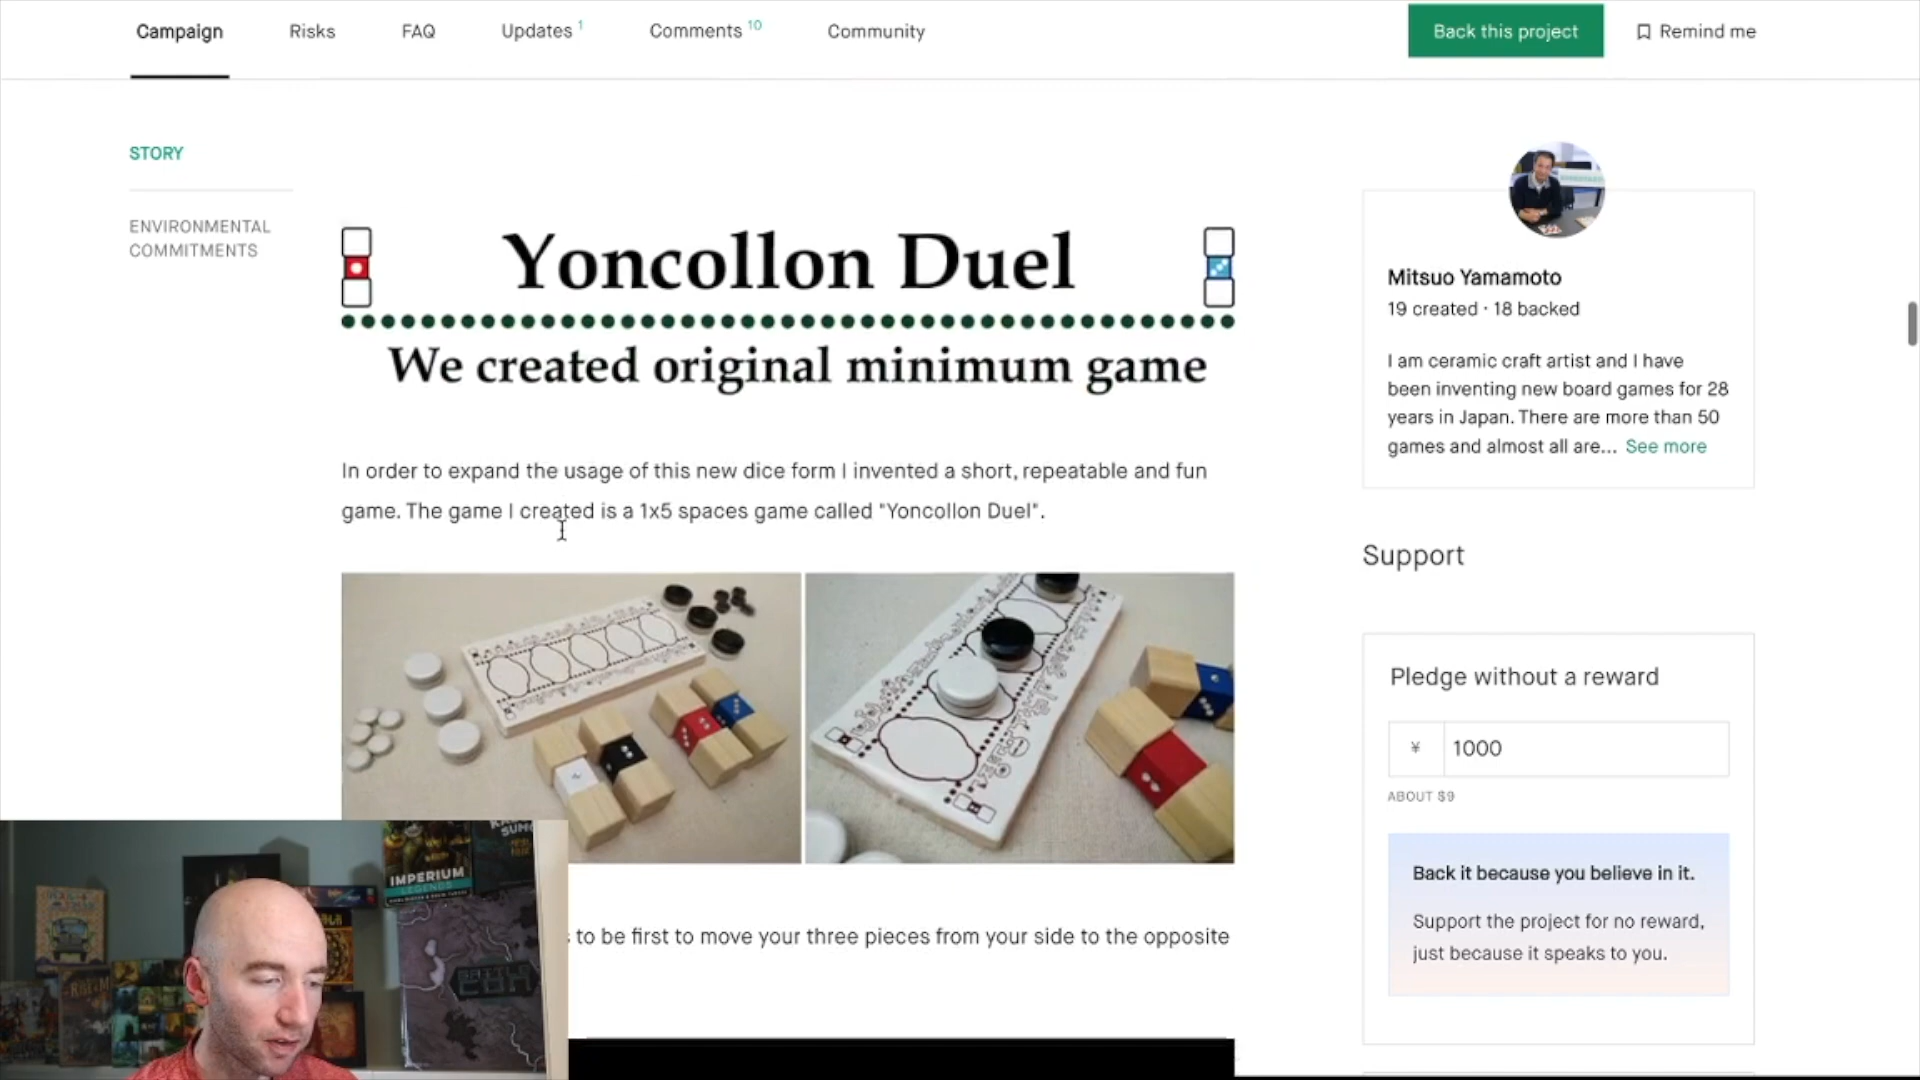 Campaign
Risks
FAQ
Updates 1
Comments 10
Community
Back this project
Remind me
STORY
ENVIRONMENTAL
COMMITMENTS
Yoncollon Duel
We created original minimum game
In order to expand the usage of this new dice form I invented a short, repeatable and fun
game. The game I created is a 1x5 spaces game called "Yoncollon Duel".
to be first to move your three pieces from your side to the opposite
Mitsuo Yamamoto
19 created · 18 backed
I am ceramic craft artist and I have
been inventing new board games for 28
years in Japan. There are more than 50
games and almost all are... See more
Support
Pledge without a reward
¥ 1000
ABOUT $9
Back it because you believe in it.
Support the project for no reward,
just because it speaks to you.
IMPERIUM
LEGENDS